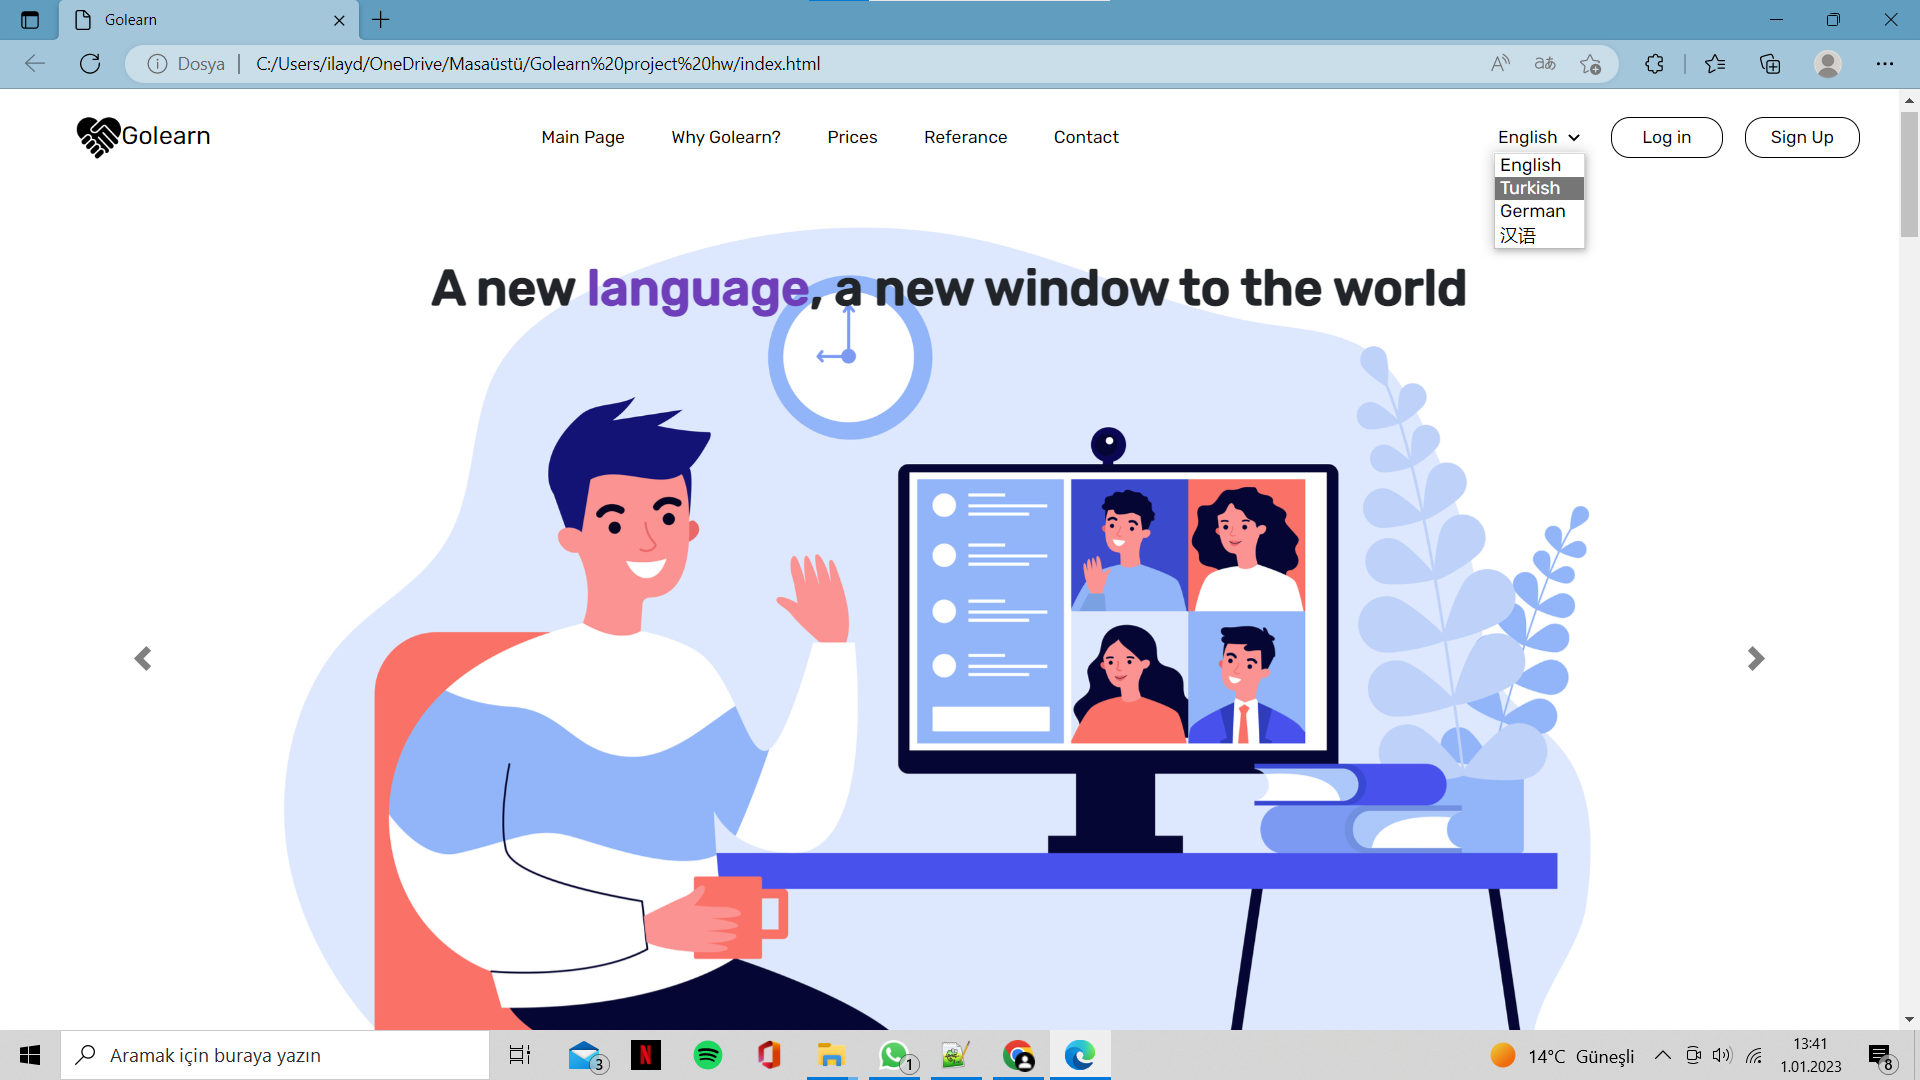 Golearn
Dosya
C:/Users/ilayd/OneDrive/Masaüstü/Golearn%20project%20hw/index.html
Golearn
Main Page
Why Golearn?
Prices
Referance
Contact
English
Log in
Sign Up
English
Turkish
German
汉语
A new language, a new window to the world
Aramak için buraya yazın
3
1
14°C Güneşli
13:41
1.01.2023
8